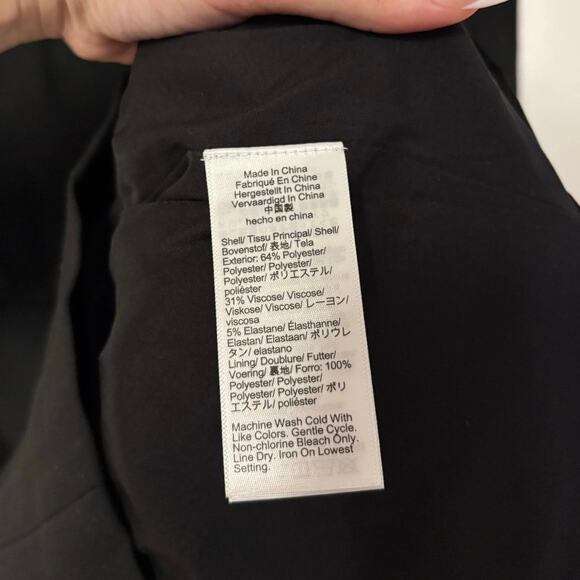 Made In China
Fabriqué En Chine
Hergestellt In China
Vervaardigd In China
中国製
hecho en china
Shell/ Tissu Principal/ Shell/
Bovenstof/ 表地/ Tela
Exterior: 64% Polyester/
Polyester/ Polyester/
Polyester/ ポリエステル/
poliéster
31% Viscose/ Viscose/
Viskose/ Viscose/ レーヨン/
viscosa
5% Elastane/ Élasthanne/
Elastan/ Elastaan/ ポリウレ
タン/ elastano
Lining/ Doublure/ Futter/
Voering/ 裏地/ Forro: 100%
Polyester/ Polyester/
Polyester/ Polyester/ ポリ
エステル/ poliéster
Machine Wash Cold With
Like Colors. Gentle Cycle.
Non-chlorine Bleach Only.
Line Dry. Iron On Lowest
Setting.